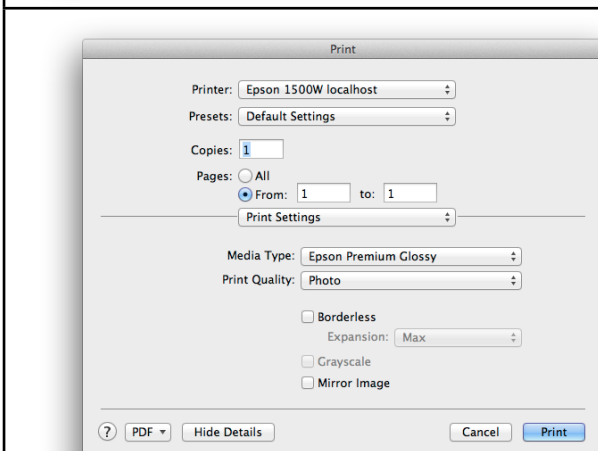 Print
Printer: Epson 1500W localhost
Presets: Default Settings
Copies: 1
Pages: All
From: 1 to: 1
Print Settings
Media Type: Epson Premium Glossy
Print Quality: Photo
Borderless
Expansion: Max
Grayscale
Mirror Image
? PDF Hide Details Cancel Print